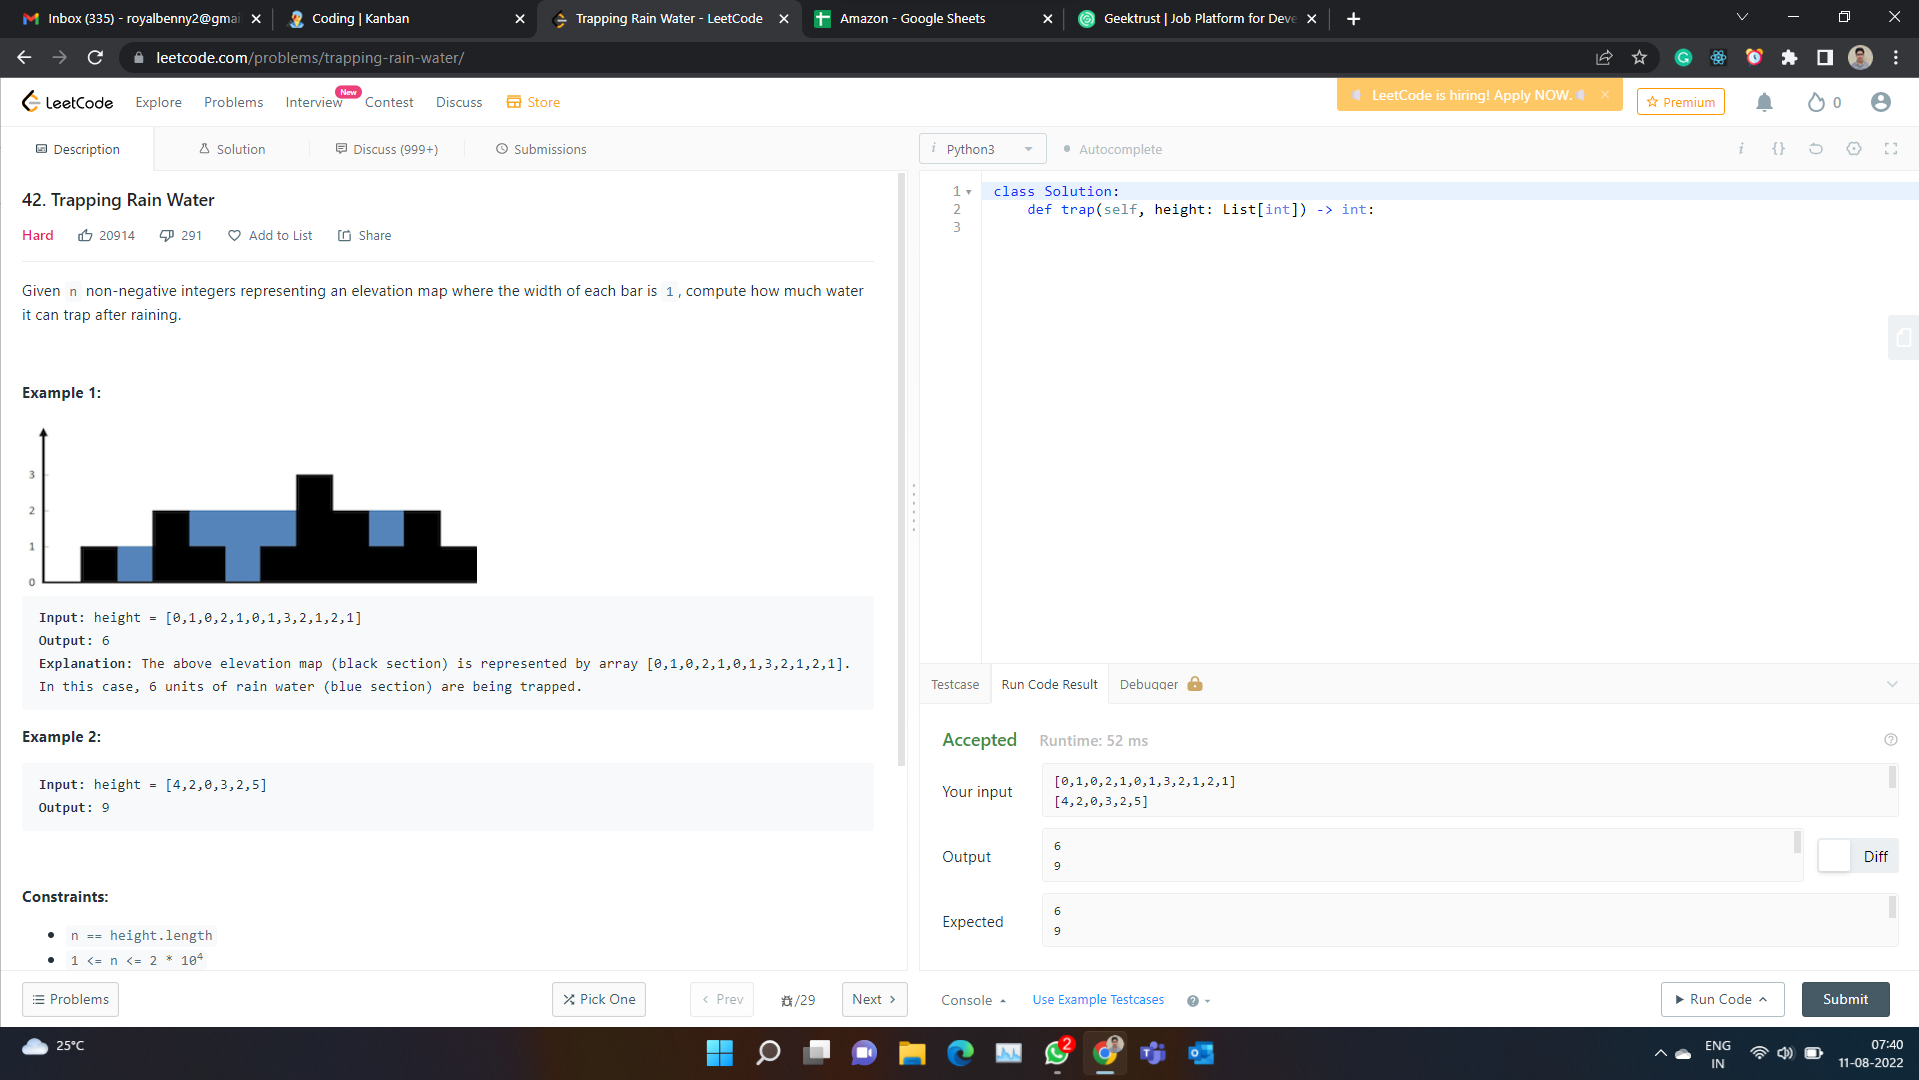 Inbox (335) - royalbenny2@gmai
Coding | Kanban
Trapping Rain Water - LeetCode
Amazon - Google Sheets
Geektrust | Job Platform for Deve
leetcode.com/problems/trapping-rain-water/
LeetCode
Explore
Problems
Interview
New
Contest
Discuss
Store
LeetCode is hiring! Apply NOW.
Premium
0
Description
Solution
Discuss (999+)
Submissions
i Python3
Autocomplete
42. Trapping Rain Water
Hard
20914
291
Add to List
Share
Given n non-negative integers representing an elevation map where the width of each bar is 1, compute how much water
it can trap after raining.
Example 1:
3
2
1
0
Input: height = [0,1,0,2,1,0,1,3,2,1,2,1]
Output: 6
Explanation: The above elevation map (black section) is represented by array [0,1,0,2,1,0,1,3,2,1,2,1].
In this case, 6 units of rain water (blue section) are being trapped.
Example 2:
Input: height = [4,2,0,3,2,5]
Output: 9
Constraints:
n == height.length
1 <= n <= 2 * 10⁴
Problems
Pick One
Prev
/29
Next
1 class Solution:
2 def trap(self, height: List[int]) -> int:
3
Testcase
Run Code Result
Debugger
Accepted
Runtime: 52 ms
Your input
[0,1,0,2,1,0,1,3,2,1,2,1]
[4,2,0,3,2,5]
Output
6
9
Diff
Expected
6
9
Console
Use Example Testcases
Run Code
Submit
25°C
2
ENG
IN
07:40
11-08-2022